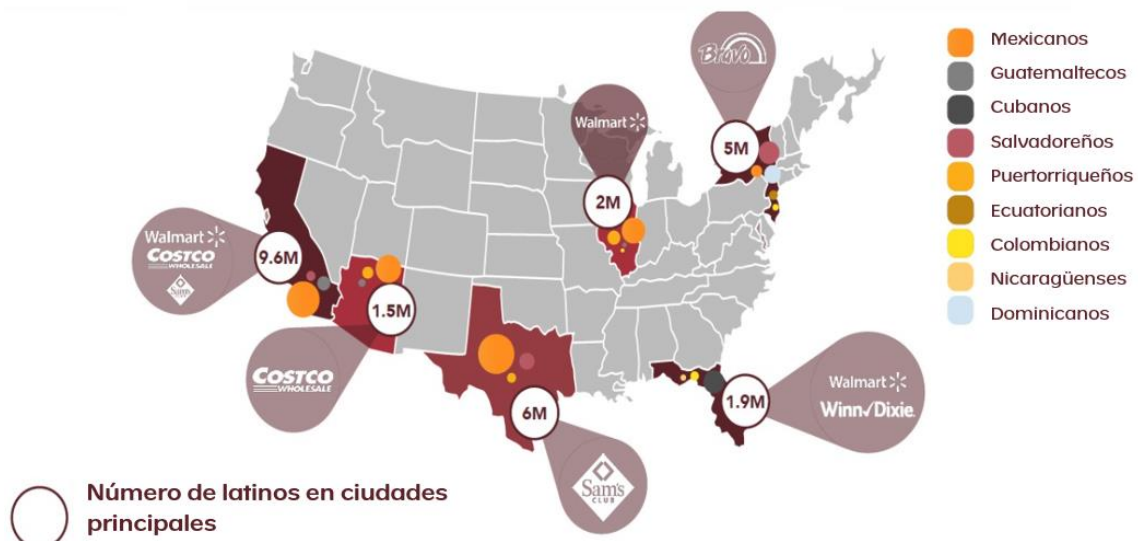 Bravo
Mexicanos
Guatemaltecos
Cubanos
Salvadoreños
Puertorriqueños
Ecuatorianos
Colombianos
Nicaragüenses
Dominicanos
Walmart
5M
2M
Walmart
COSTCO
WHOLESALE
Sam's
9.6M
1.5M
COSTCO
WHOLESALE
6M
1.9M
Walmart
Winn✓Dixie
Sam's
CLUB
Número de latinos en ciudades
principales